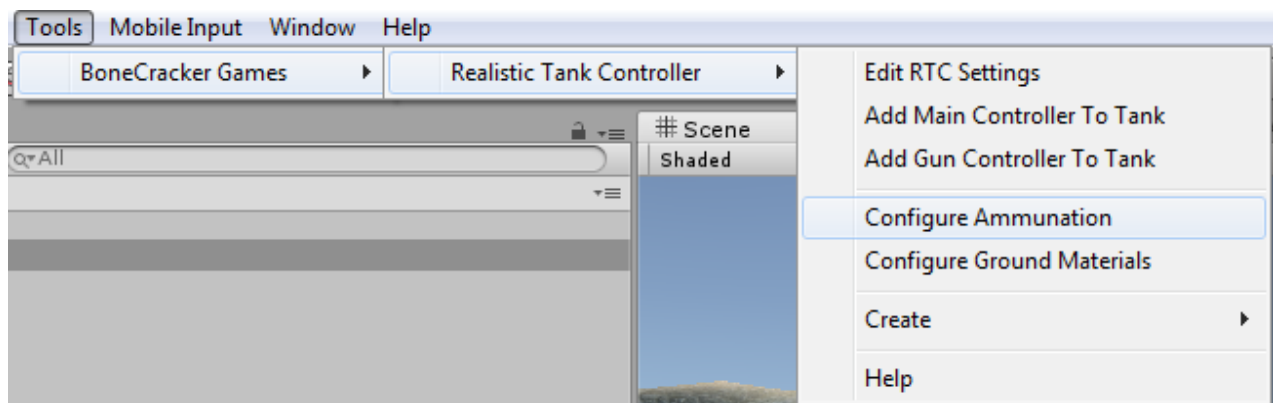 Tools Mobile Input Window Help
BoneCracker Games
Realistic Tank Controller
Edit RTC Settings
Add Main Controller To Tank
Add Gun Controller To Tank
Configure Ammunation
Configure Ground Materials
Create
Help
All
# Scene
Shaded